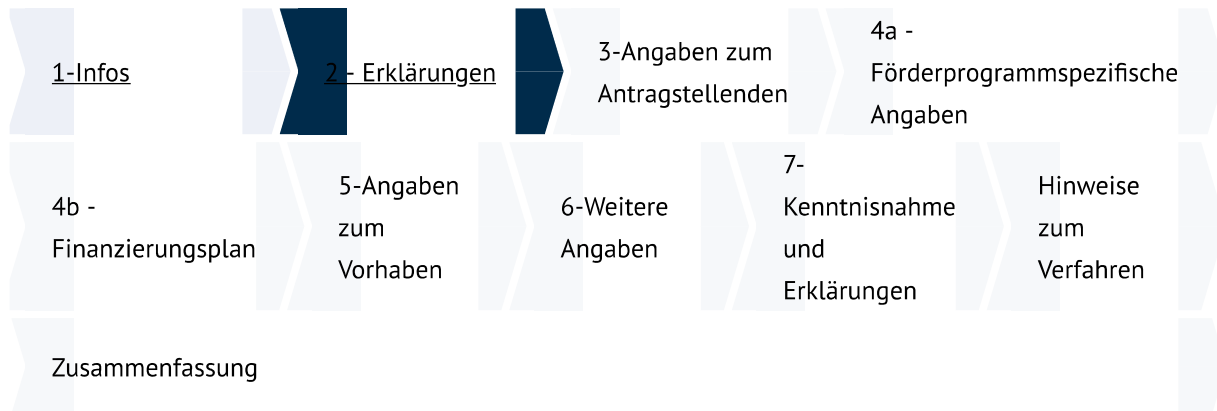 1-Infos
2 - Erklärungen
3-Angaben zum
Antragstellenden
4a -
Förderprogrammspezifische
Angaben
4b -
Finanzierungsplan
5-Angaben
zum
Vorhaben
6-Weitere
Angaben
7-
Kenntnisnahme
und
Erklärungen
Hinweise
zum
Verfahren
Zusammenfassung